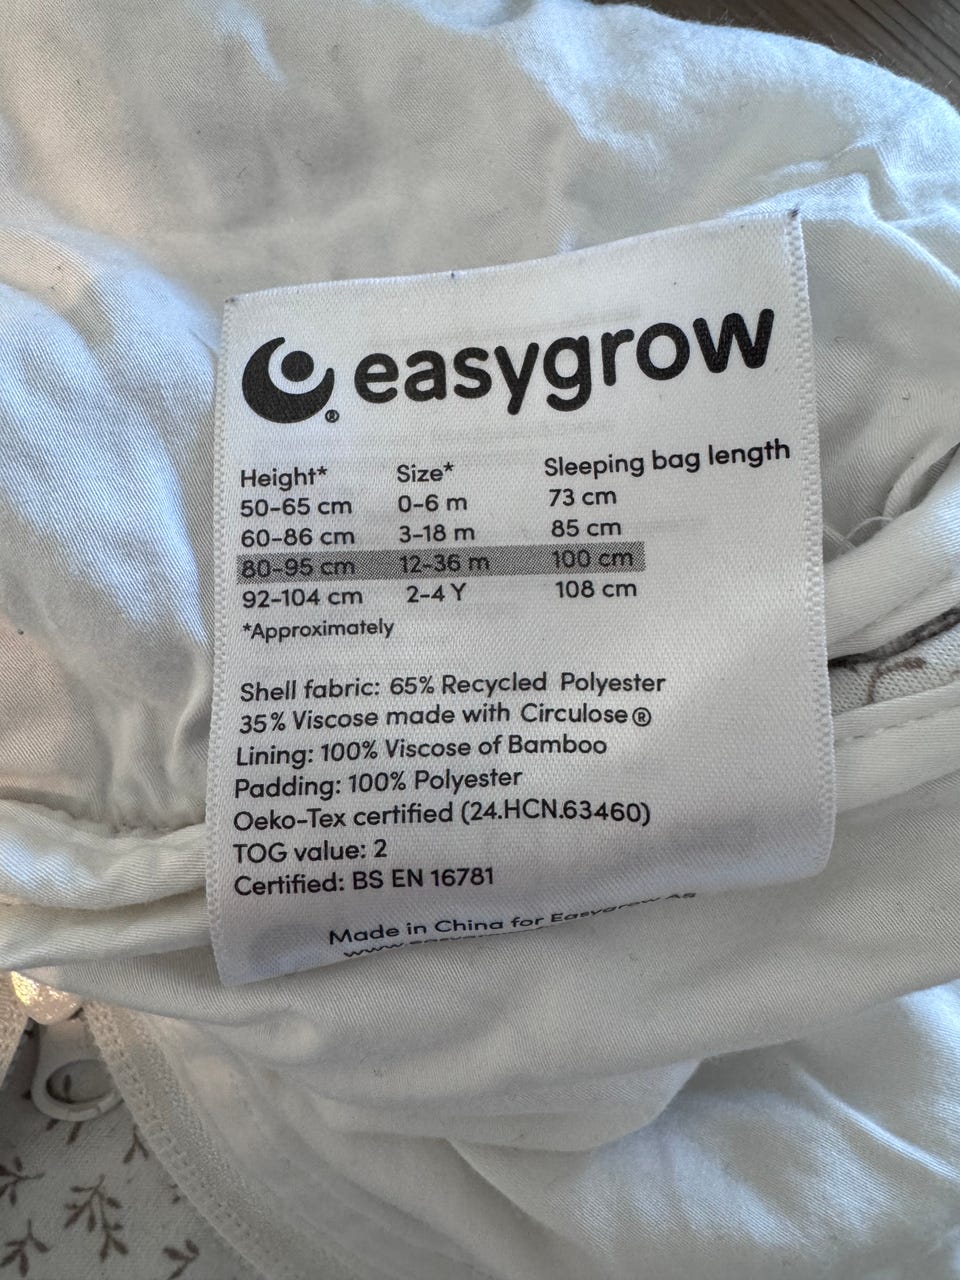 easygrow®
Height* Size* Sleeping bag length
50-65 cm 0-6 m 73 cm
60-86 cm 3-18 m 85 cm
80-95 cm 12-36 m 100 cm
92-104 cm 2-4 Y 108 cm
*Approximately
Shell fabric: 65% Recycled Polyester
35% Viscose made with Circulose®
Lining: 100% Viscose of Bamboo
Padding: 100% Polyester
Oeko-Tex certified (24.HCN.63460)
TOG value: 2
Certified: BS EN 16781
Made in China for Easygrow AS